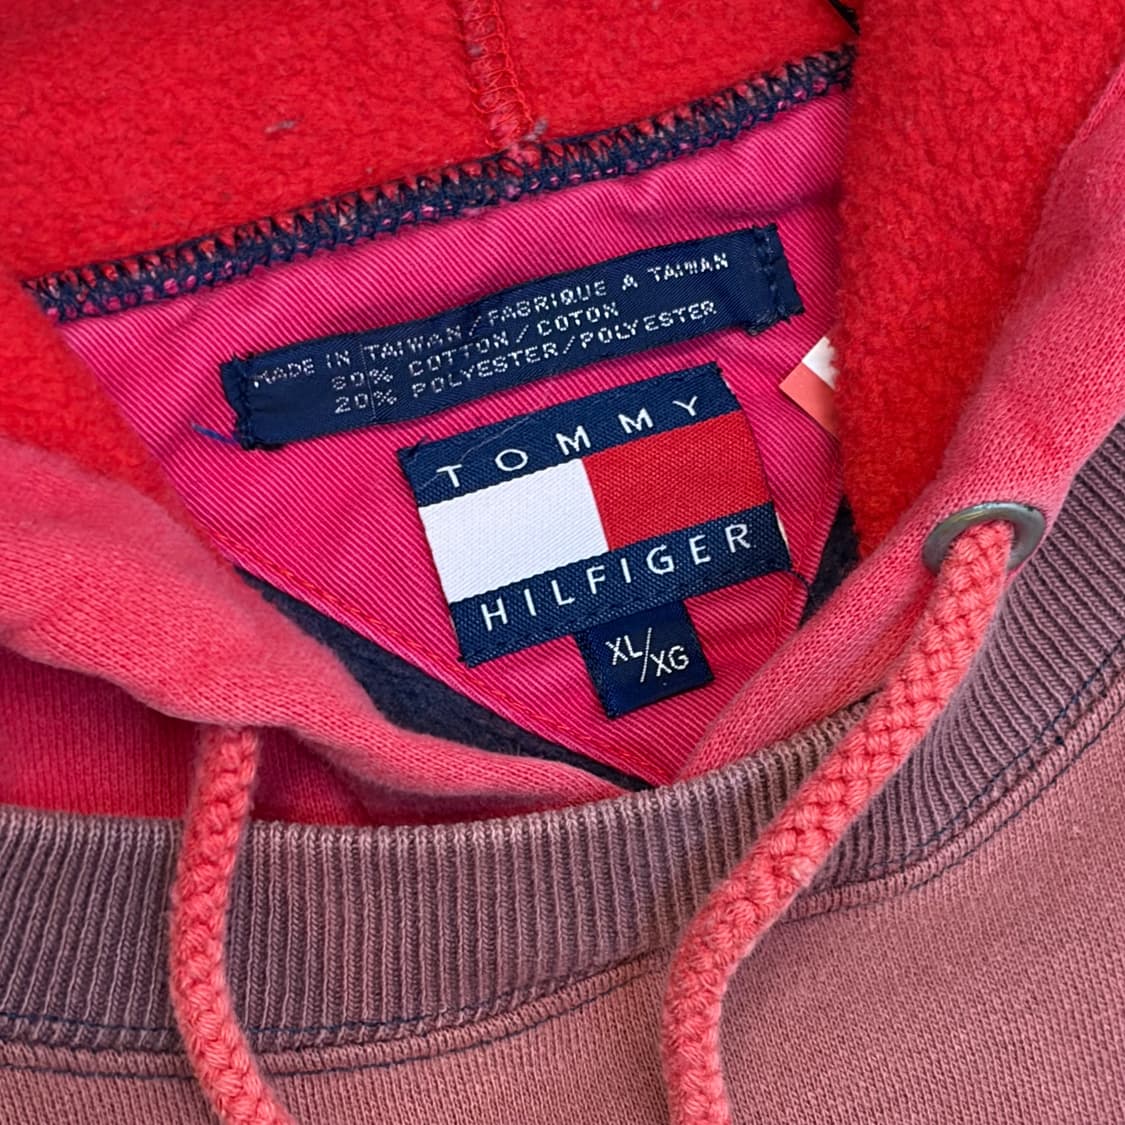 MADE IN TAIWAN/FABRIQUE A TAIWAN
80% COTTON/COTON
20% POLYESTER/POLYESTER
TOMMY
HILFIGER
XL/XG